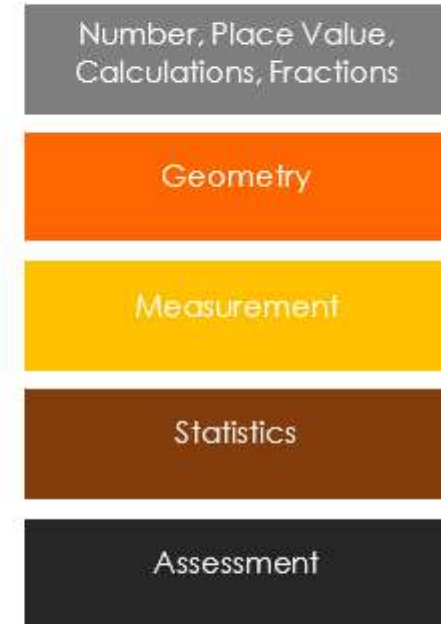 Number, Place Value,
Calculations, Fractions
Geometry
Measurement
Statistics
Assessment